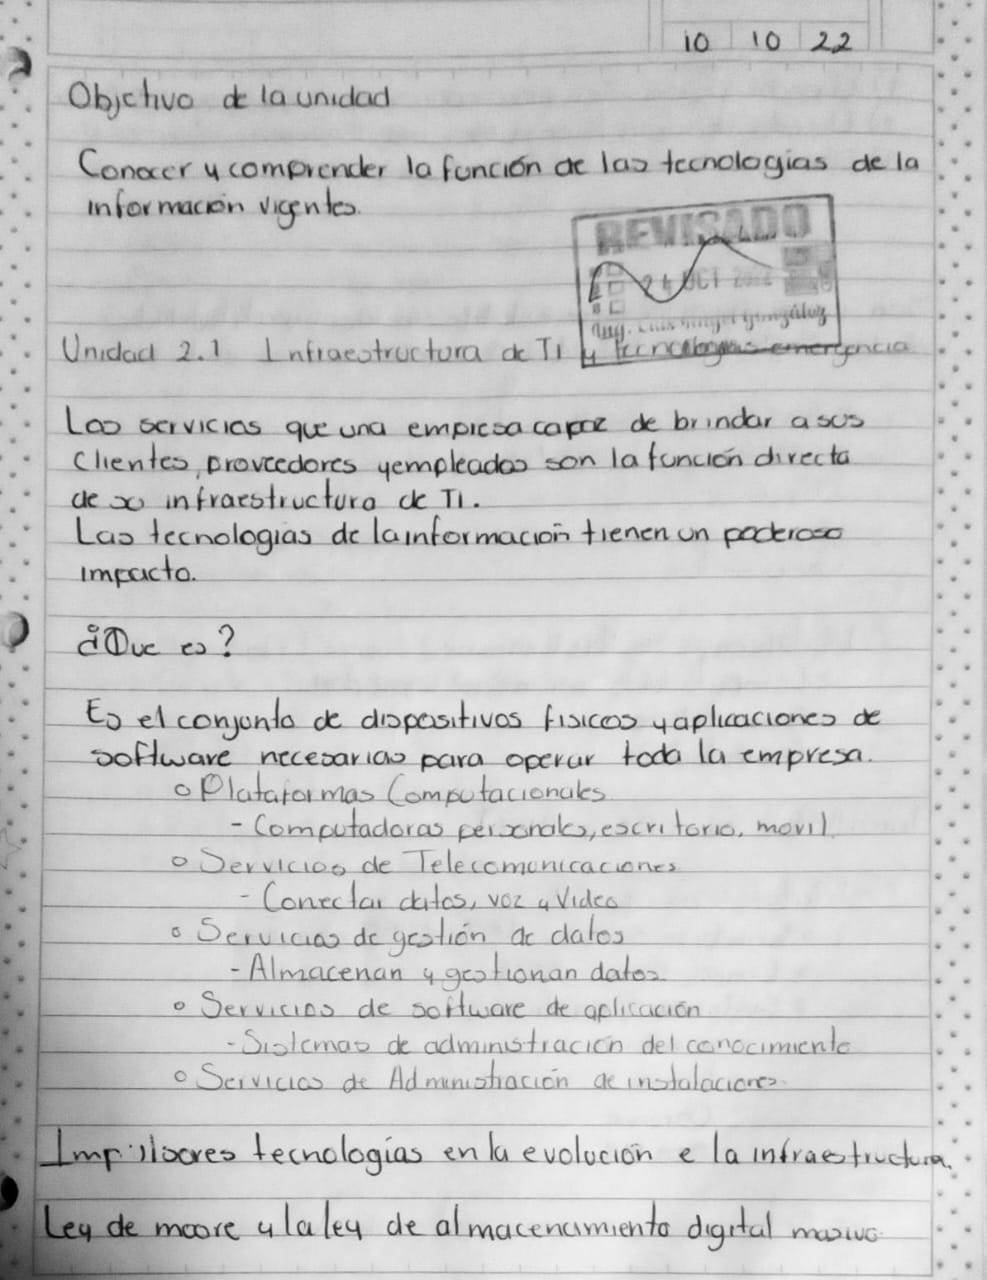 10 10 22
Objetivo de la unidad
Conocer y comprender la función de las tecnologías de la
información vigentes.
REVISADO
24 OCT 2022
Ing. Luis Angel González
Unidad 2.1 Infraestructura de TI y tecnologias emergencia
Los servicios que una empresa capaz de brindar a sus
Clientes, proveedores y empleados son la función directa
de su infraestructura de TI.
Las tecnologías de la información tienen un poderoso
impacto.
¿Que es?
Es el conjunto de dispositivos fisicos y aplicaciones de
software necesarias para operar toda la empresa.
o Plataformas Computacionales
- Computadoras personales, escritorio, movil
o Servicios de Telecomunicaciones
- Conectar datos, voz y Video
o Servicios de gestión de datos
- Almacenan y gestionan datos
o Servicios de software de aplicación
- Sistemas de administración del conocimiento
o Servicios de Administración de instalaciones
Impulsores tecnologías en la evolución e la infraestructura.
Ley de moore y la ley de almacenamiento digital masivo